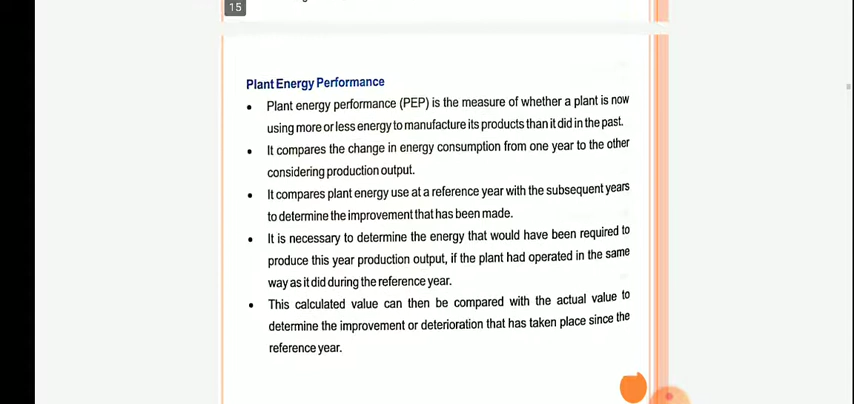 15
Plant Energy Performance
• Plant energy performance (PEP) is the measure of whether a plant is now
using more or less energy to manufacture its products than it did in the past.
• It compares the change in energy consumption from one year to the other
considering production output.
• It compares plant energy use at a reference year with the subsequent years
to determine the improvement that has been made.
• It is necessary to determine the energy that would have been required to
produce this year production output, if the plant had operated in the same
way as it did during the reference year.
• This calculated value can then be compared with the actual value to
determine the improvement or deterioration that has taken place since the
reference year.